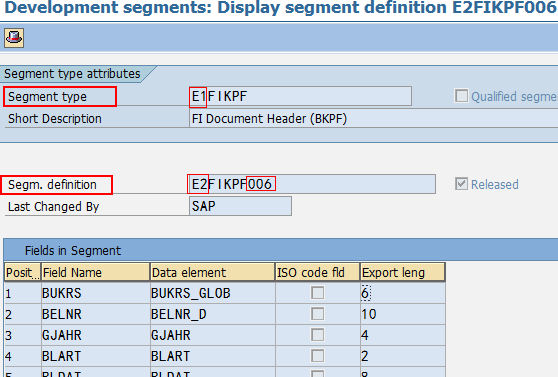 Development segments: Display segment definition E2FIKPF006
Segment type attributes
Segment type E1FIKPF Qualified segme
Short Description FI Document Header (BKPF)
Segm. definition E2FIKPF006 Released
Last Changed By SAP
Fields in Segment
Posit... Field Name Data element ISO code fld Export leng
1 BUKRS BUKRS_GLOB 6
2 BELNR BELNR_D 10
3 GJAHR GJAHR 4
4 BLART BLART 2
5 BLDAT BLDAT 8